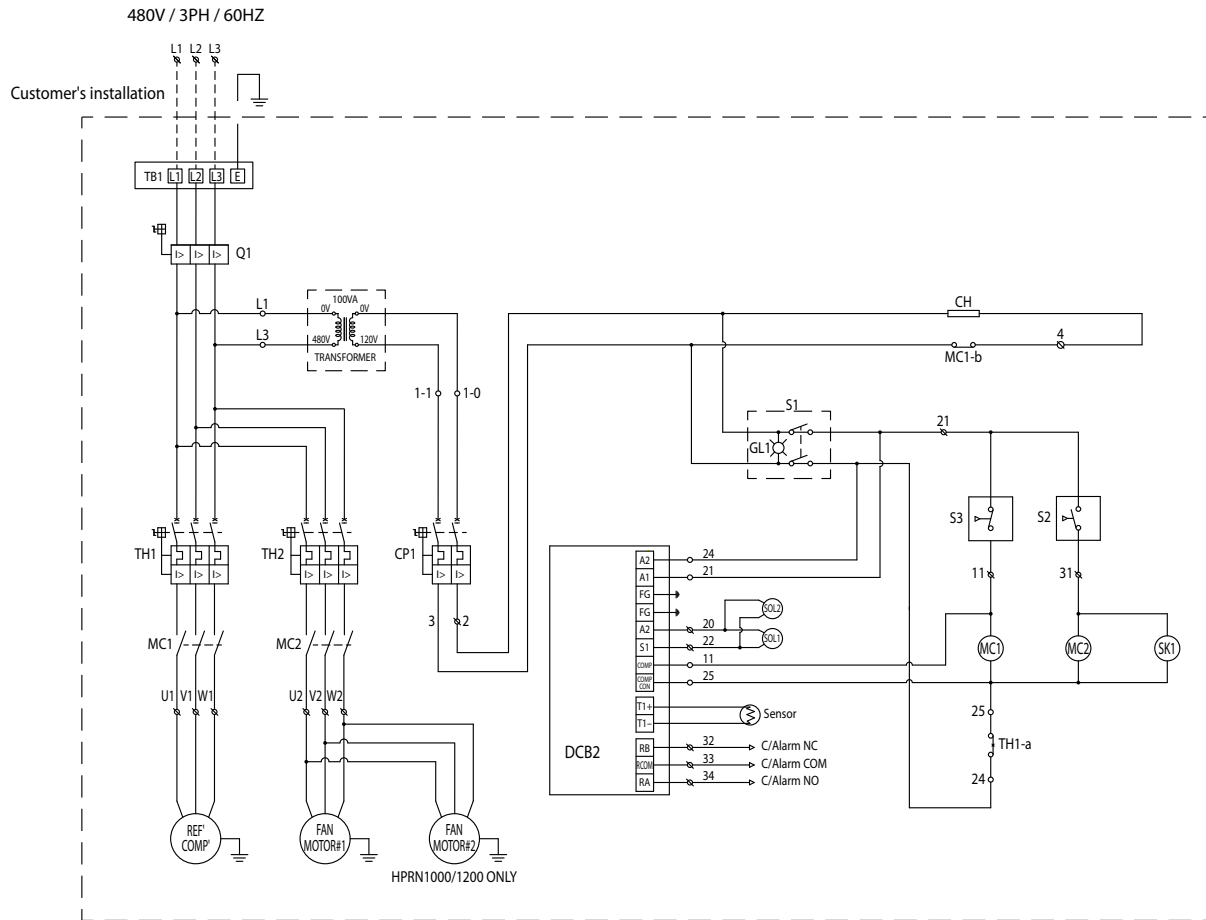 480V / 3PH / 60HZ
L1 L2 L3
Customer's installation
TB1 L1 L2 L3 E
I> I> I> Q1
L1
L3
100VA
0V 0V
480V 120V
TRANSFORMER
1-1 1-0
CH
4
MC1-b
S1
GL1
21
S3
S2
11
31
TH1 I> I> I>
TH2 I> I> I>
CP1 I> I>
3 2
MC1
MC2
U1 V1 W1
U2 V2 W2
REF'
COMP'
FAN
MOTOR#1
FAN
MOTOR#2
HPRN1000/1200 ONLY
DCB2
A2 24
A1 21
FG
FG
A2 20
S1 22
COMP 11
COMP
CON 25
SOL2
SOL1
T1+
T1−
Sensor
RB 32 C/Alarm NC
RCOM 33 C/Alarm COM
RA 34 C/Alarm NO
MC1
MC2
SK1
25
TH1-a
24